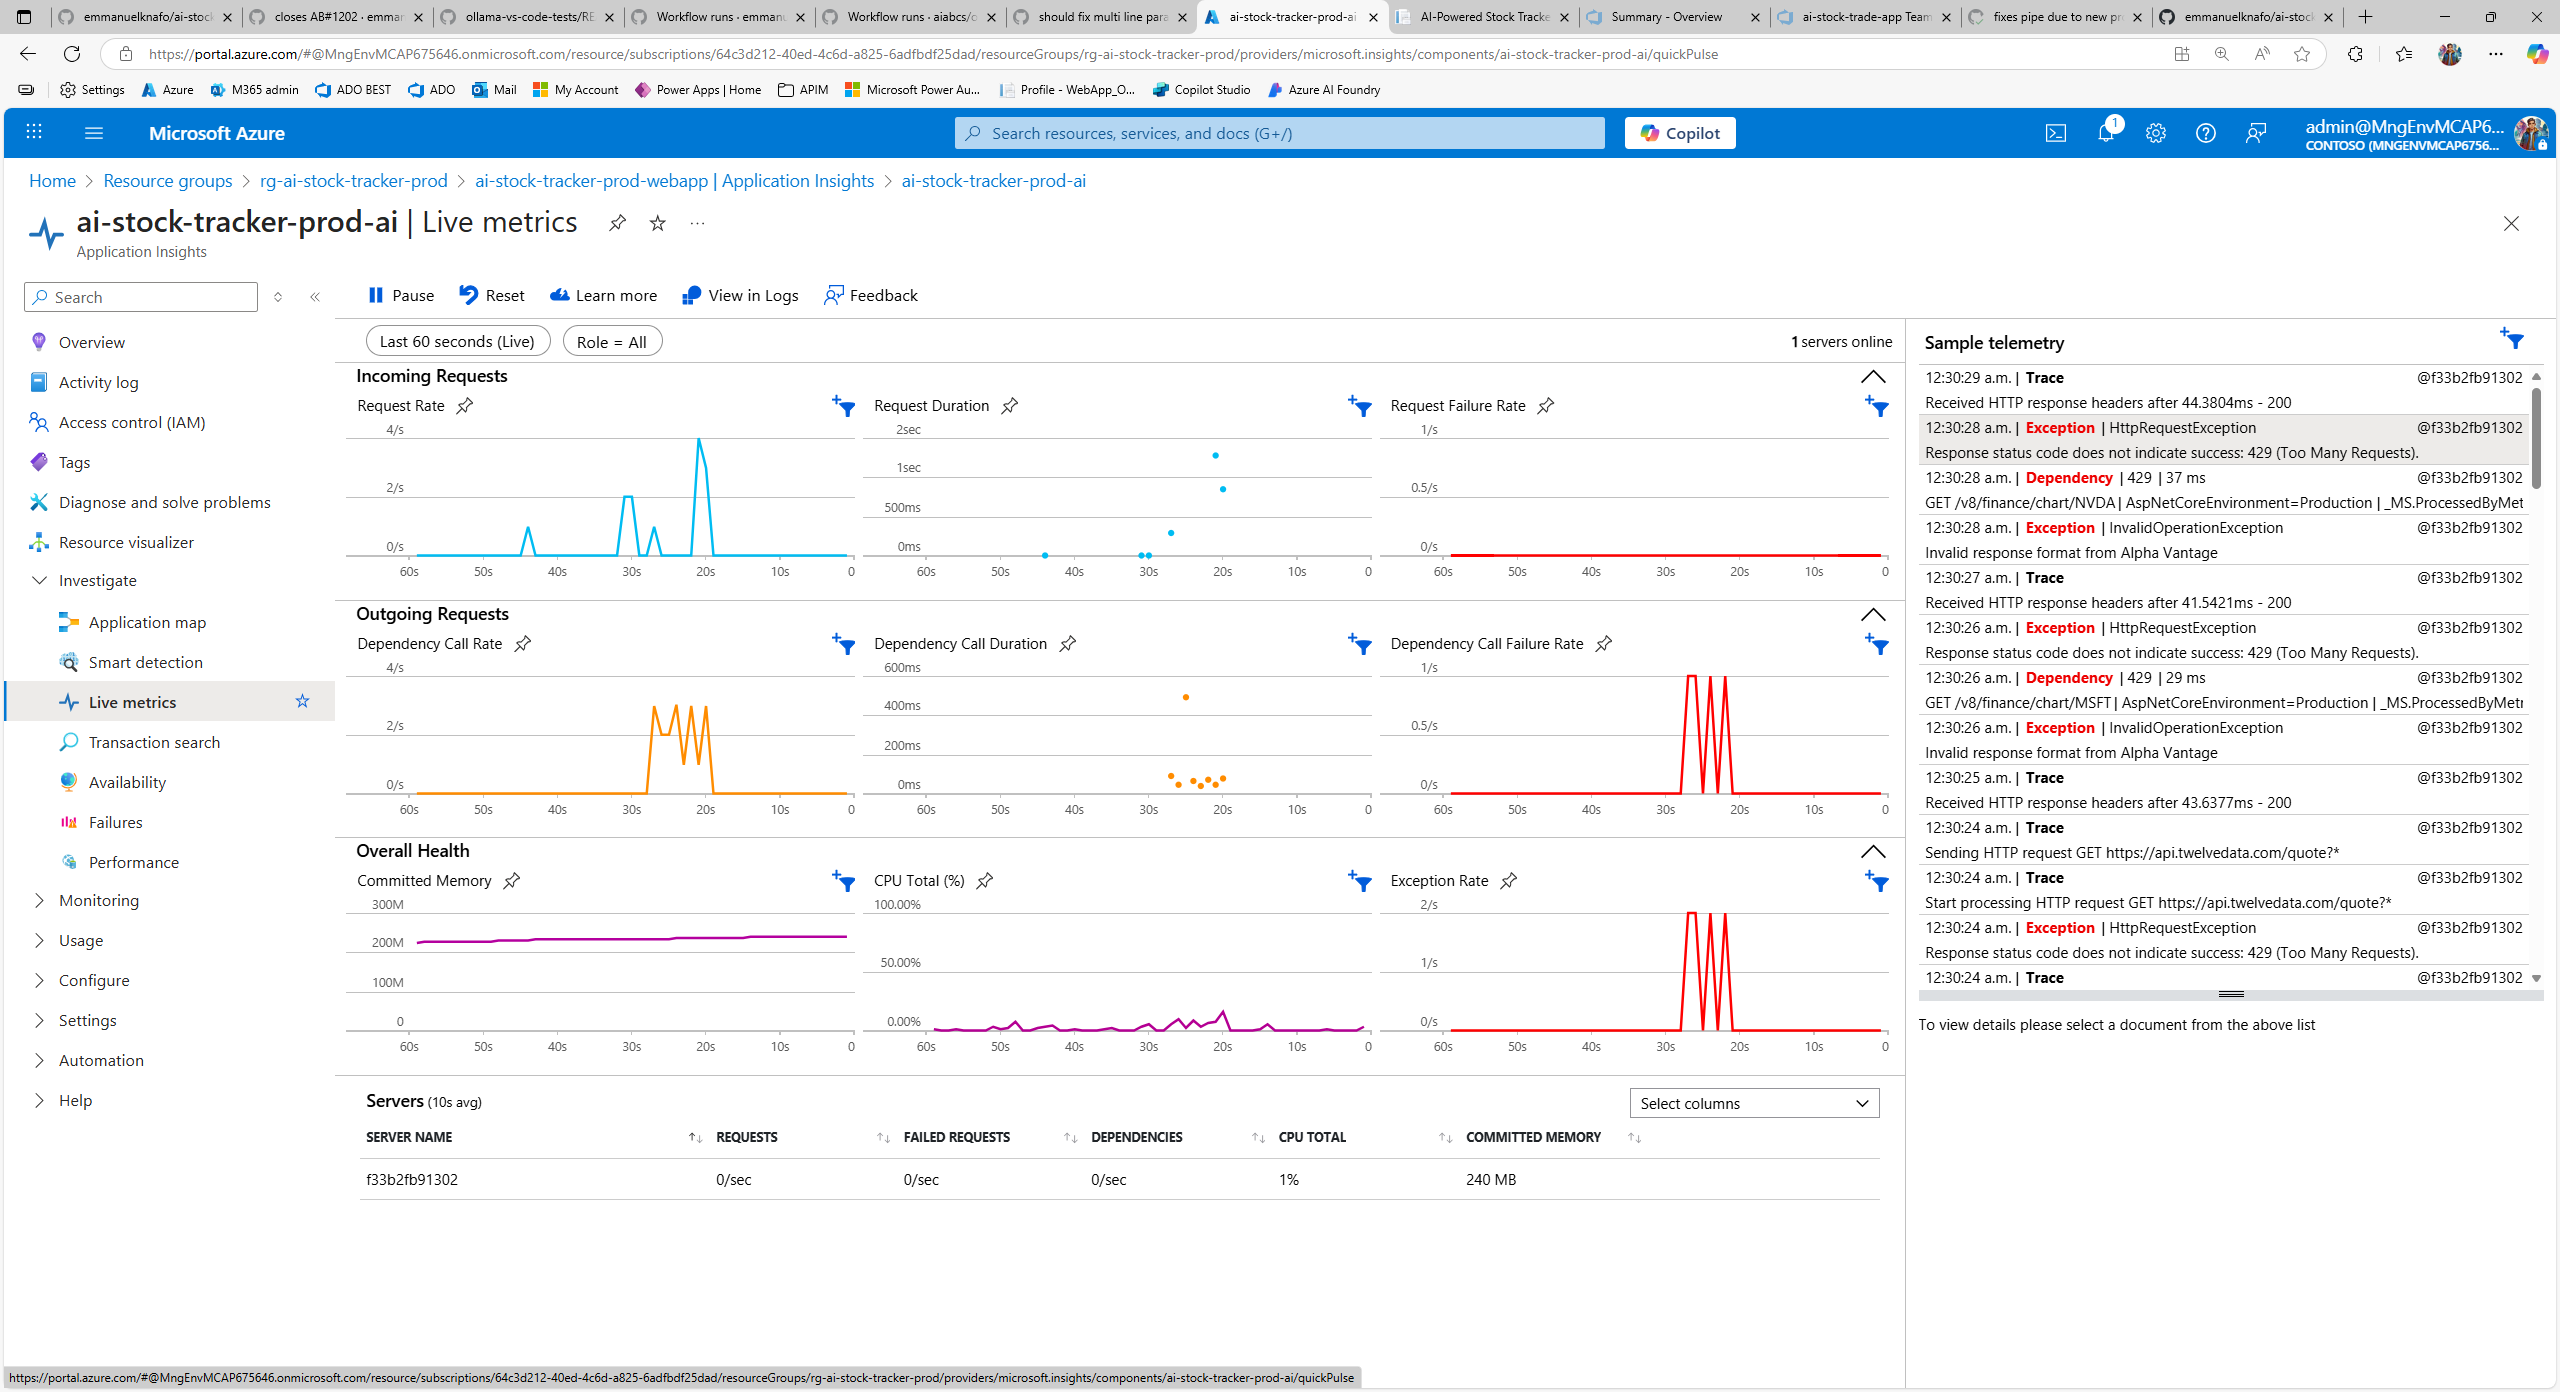 emmanuelknafo/ai-stock
closes AB#1202 · emmar
ollama-vs-code-tests/RE
Workflow runs · emmanu
Workflow runs · aiabcs/o
should fix multi line para
ai-stock-tracker-prod-ai
AI-Powered Stock Tracke
Summary - Overview
ai-stock-trade-app Team
fixes pipe due to new pr
emmanuelknafo/ai-stock
https://portal.azure.com/#@MngEnvMCAP675646.onmicrosoft.com/resource/subscriptions/64c3d212-40ed-4c6d-a825-6adfbdf25dad/resourceGroups/rg-ai-stock-tracker-prod/providers/microsoft.insights/components/ai-stock-tracker-prod-ai/quickPulse
Settings
Azure
M365 admin
ADO BEST
ADO
Mail
My Account
Power Apps | Home
APIM
Microsoft Power Au...
Profile - WebApp_O...
Copilot Studio
Azure AI Foundry
Microsoft Azure
Search resources, services, and docs (G+/)
Copilot
1
admin@MngEnvMCAP6...
CONTOSO (MNGENVMCAP6756...
Home > Resource groups > rg-ai-stock-tracker-prod > ai-stock-tracker-prod-webapp | Application Insights > ai-stock-tracker-prod-ai
ai-stock-tracker-prod-ai | Live metrics
Application Insights
Search
Overview
Activity log
Access control (IAM)
Tags
Diagnose and solve problems
Resource visualizer
Investigate
Application map
Smart detection
Live metrics
Transaction search
Availability
Failures
Performance
Monitoring
Usage
Configure
Settings
Automation
Help
Pause
Reset
Learn more
View in Logs
Feedback
Last 60 seconds (Live)
Role = All
1 servers online
Incoming Requests
Request Rate
4/s
2/s
0/s
60s 50s 40s 30s 20s 10s 0
Request Duration
2sec
1sec
500ms
0ms
60s 50s 40s 30s 20s 10s 0
Request Failure Rate
1/s
0.5/s
0/s
60s 50s 40s 30s 20s 10s 0
Outgoing Requests
Dependency Call Rate
4/s
2/s
0/s
60s 50s 40s 30s 20s 10s 0
Dependency Call Duration
600ms
400ms
200ms
0ms
60s 50s 40s 30s 20s 10s 0
Dependency Call Failure Rate
1/s
0.5/s
0/s
60s 50s 40s 30s 20s 10s 0
Overall Health
Committed Memory
300M
200M
100M
0
60s 50s 40s 30s 20s 10s 0
CPU Total (%)
100.00%
50.00%
0.00%
60s 50s 40s 30s 20s 10s 0
Exception Rate
2/s
1/s
0/s
60s 50s 40s 30s 20s 10s 0
Servers (10s avg)
Select columns
SERVER NAME REQUESTS FAILED REQUESTS DEPENDENCIES CPU TOTAL COMMITTED MEMORY
f33b2fb91302 0/sec 0/sec 0/sec 1% 240 MB
Sample telemetry
12:30:29 a.m. | Trace @f33b2fb91302
Received HTTP response headers after 44.3804ms - 200
12:30:28 a.m. | Exception | HttpRequestException @f33b2fb91302
Response status code does not indicate success: 429 (Too Many Requests).
12:30:28 a.m. | Dependency | 429 | 37 ms @f33b2fb91302
GET /v8/finance/chart/NVDA | AspNetCoreEnvironment=Production | _MS.ProcessedByMet
12:30:28 a.m. | Exception | InvalidOperationException @f33b2fb91302
Invalid response format from Alpha Vantage
12:30:27 a.m. | Trace @f33b2fb91302
Received HTTP response headers after 41.5421ms - 200
12:30:26 a.m. | Exception | HttpRequestException @f33b2fb91302
Response status code does not indicate success: 429 (Too Many Requests).
12:30:26 a.m. | Dependency | 429 | 29 ms @f33b2fb91302
GET /v8/finance/chart/MSFT | AspNetCoreEnvironment=Production | _MS.ProcessedByMetr
12:30:26 a.m. | Exception | InvalidOperationException @f33b2fb91302
Invalid response format from Alpha Vantage
12:30:25 a.m. | Trace @f33b2fb91302
Received HTTP response headers after 43.6377ms - 200
12:30:24 a.m. | Trace @f33b2fb91302
Sending HTTP request GET https://api.twelvedata.com/quote?*
12:30:24 a.m. | Trace @f33b2fb91302
Start processing HTTP request GET https://api.twelvedata.com/quote?*
12:30:24 a.m. | Exception | HttpRequestException @f33b2fb91302
Response status code does not indicate success: 429 (Too Many Requests).
12:30:24 a.m. | Trace @f33b2fb91302
To view details please select a document from the above list
https://portal.azure.com/#@MngEnvMCAP675646.onmicrosoft.com/resource/subscriptions/64c3d212-40ed-4c6d-a825-6adfbdf25dad/resourceGroups/rg-ai-stock-tracker-prod/providers/microsoft.insights/components/ai-stock-tracker-prod-ai/quickPulse